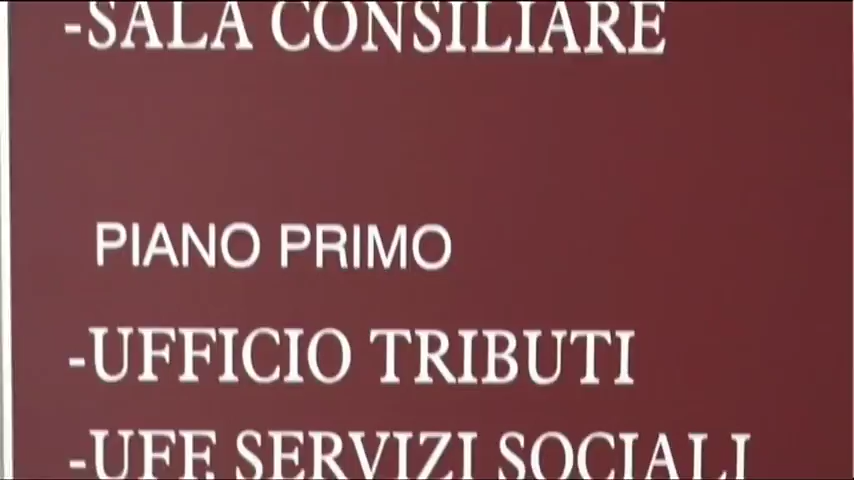 -SALA CONSILIARE
PIANO PRIMO
-UFFICIO TRIBUTI
-UFF. SERVIZI SOCIALI